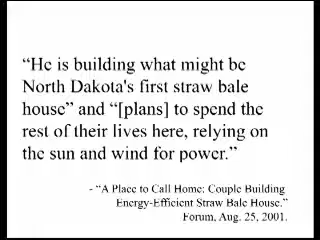 “He is building what might be
North Dakota's first straw bale
house” and “[plans] to spend the
rest of their lives here, relying on
the sun and wind for power.”
- “A Place to Call Home: Couple Building
Energy-Efficient Straw Bale House.”
Forum, Aug. 25, 2001.